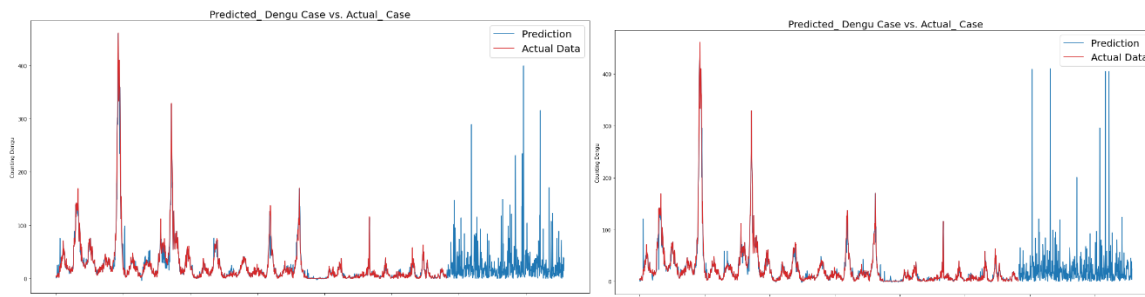 Predicted_ Dengu Case vs. Actual_ Case
Prediction
Actual Data
400
300
200
100
0
Counting Dengu
Predicted_ Dengu Case vs. Actual_ Case
Prediction
Actual Data
400
300
200
100
0
Counting Dengu